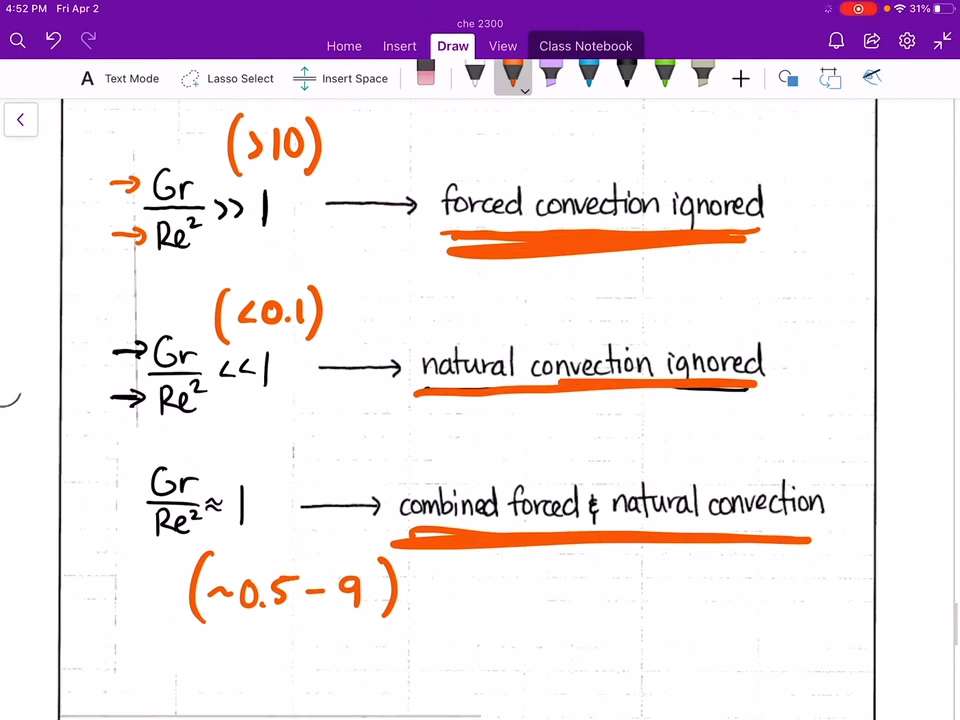 4:52 PM Fri Apr 2
31%
che 2300
Home Insert Draw View Class Notebook
A Text Mode Lasso Select Insert Space
(>10)
Gr
Re² >> 1 → forced convection ignored
(<0.1)
Gr
Re² << 1 → natural convection ignored
Gr
Re² ≈ 1 → combined forced & natural convection
(~0.5 - 9)